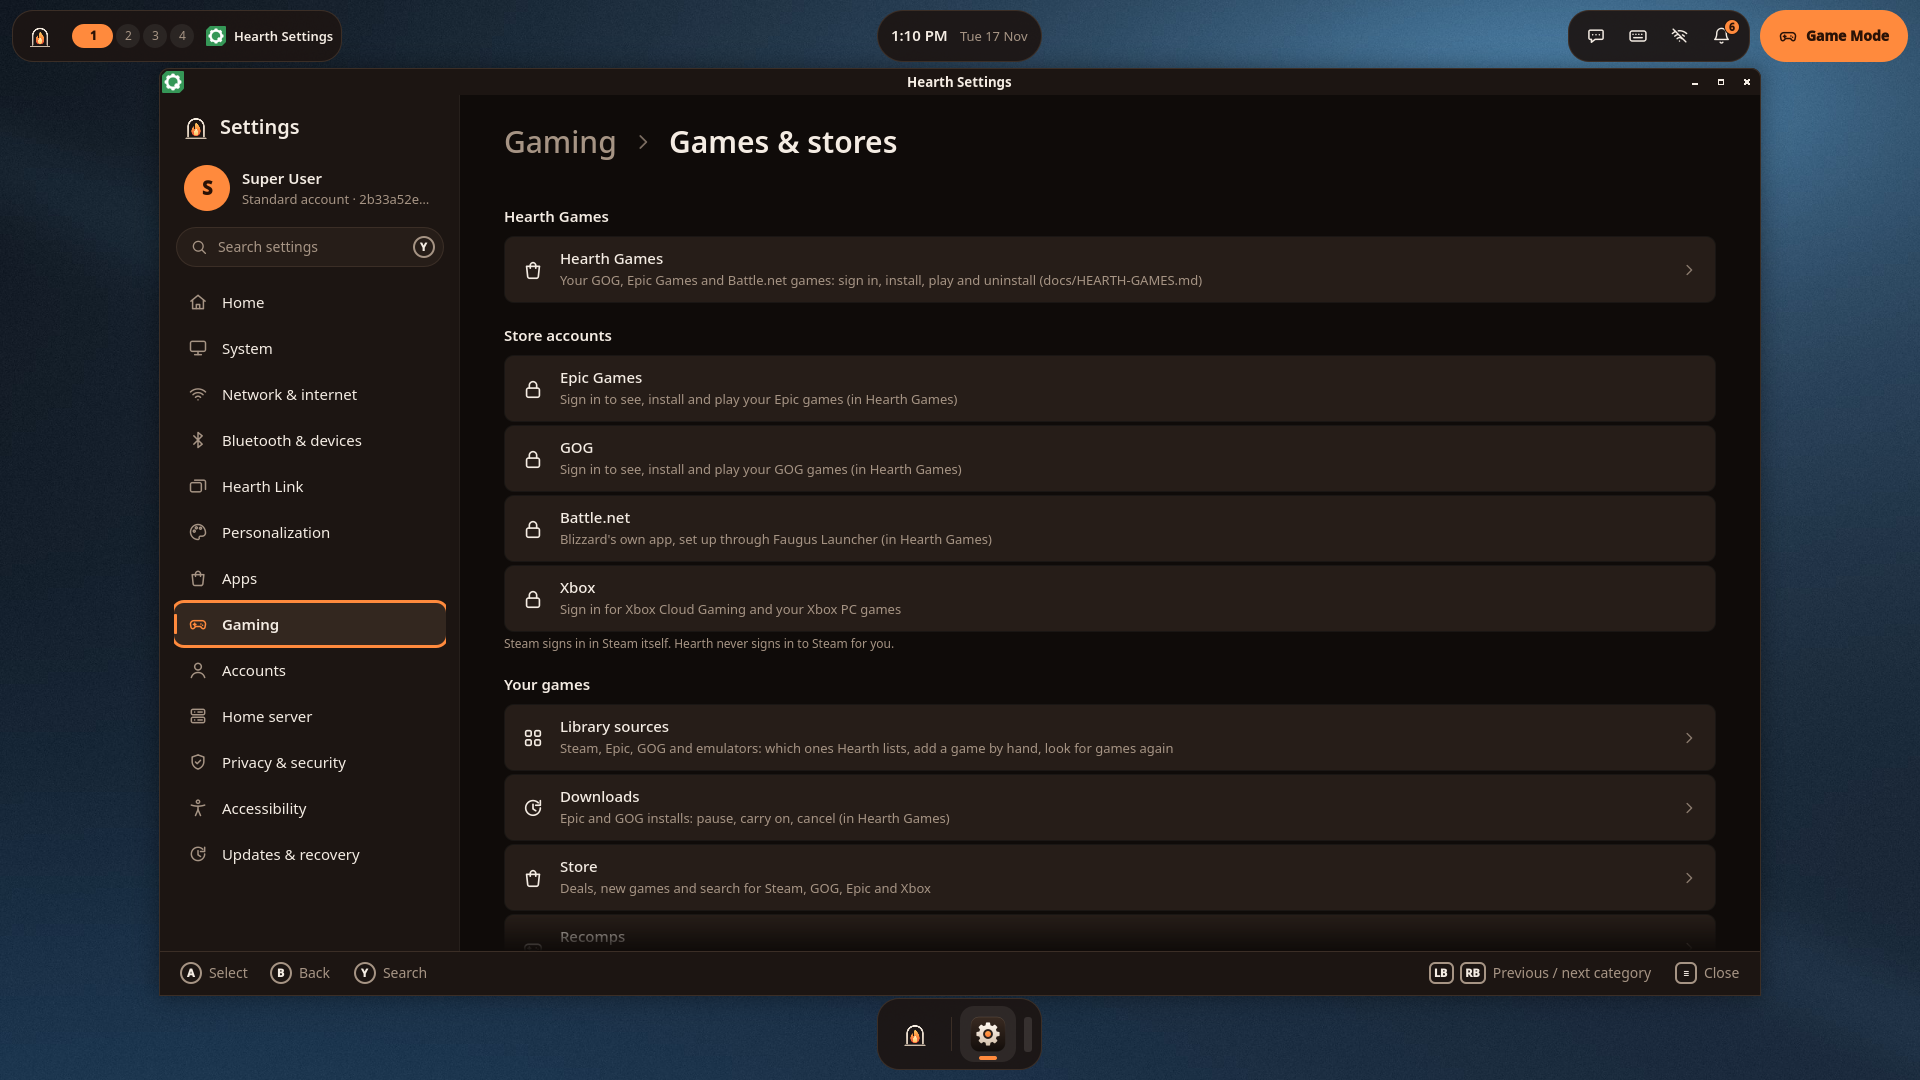 1 2 3 4 Hearth Settings
1:10 PM Tue 17 Nov
6
Game Mode
Hearth Settings
Settings
S
Super User
Standard account · 2b33a52e...
Search settings Y
Home
System
Network & internet
Bluetooth & devices
Hearth Link
Personalization
Apps
Gaming
Accounts
Home server
Privacy & security
Accessibility
Updates & recovery
Gaming > Games & stores
Hearth Games
Hearth Games
Your GOG, Epic Games and Battle.net games: sign in, install, play and uninstall (docs/HEARTH-GAMES.md)
Store accounts
Epic Games
Sign in to see, install and play your Epic games (in Hearth Games)
GOG
Sign in to see, install and play your GOG games (in Hearth Games)
Battle.net
Blizzard's own app, set up through Faugus Launcher (in Hearth Games)
Xbox
Sign in for Xbox Cloud Gaming and your Xbox PC games
Steam signs in in Steam itself. Hearth never signs in to Steam for you.
Your games
Library sources
Steam, Epic, GOG and emulators: which ones Hearth lists, add a game by hand, look for games again
Downloads
Epic and GOG installs: pause, carry on, cancel (in Hearth Games)
Store
Deals, new games and search for Steam, GOG, Epic and Xbox
Recomps
A Select B Back Y Search
LB RB Previous / next category ≡ Close